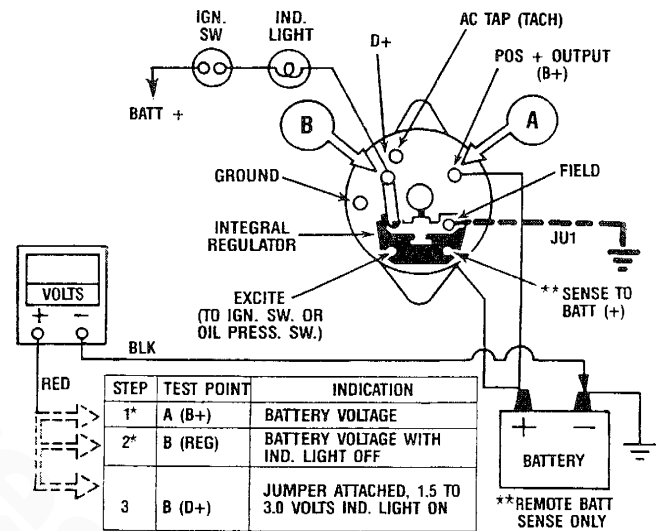 IGN.
SW
IND.
LIGHT
D+
AC TAP (TACH)
POS + OUTPUT
(B+)
BATT +
B
A
GROUND
FIELD
INTEGRAL
REGULATOR
JU1
EXCITE
(TO IGN. SW. OR
OIL PRESS. SW.)
**SENSE TO
BATT (+)
VOLTS
+ −
BLK
RED
STEP TEST POINT INDICATION
1* A (B+) BATTERY VOLTAGE
2* B (REG) BATTERY VOLTAGE WITH
IND. LIGHT OFF
3 B (D+) JUMPER ATTACHED, 1.5 TO
3.0 VOLTS IND. LIGHT ON
+ −
BATTERY
**REMOTE BATT
SENSE ONLY